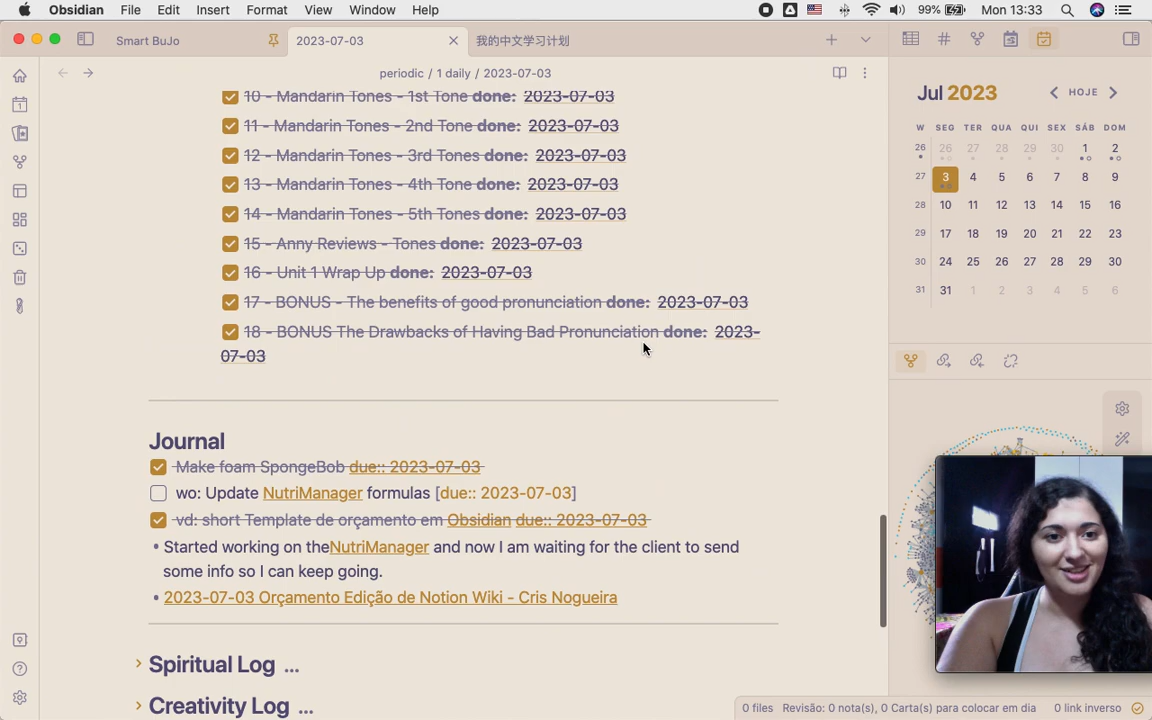 Obsidian File Edit Insert Format View Window Help 99% Mon 13:33
Smart BuJo 2023-07-03 我的中文学习计划
periodic / 1 daily / 2023-07-03
10 - Mandarin Tones - 1st Tone done: 2023-07-03
11 - Mandarin Tones - 2nd Tone done: 2023-07-03
12 - Mandarin Tones - 3rd Tones done: 2023-07-03
13 - Mandarin Tones - 4th Tone done: 2023-07-03
14 - Mandarin Tones - 5th Tones done: 2023-07-03
15 - Anny Reviews - Tones done: 2023-07-03
16 - Unit 1 Wrap Up done: 2023-07-03
17 - BONUS - The benefits of good pronunciation done: 2023-07-03
18 - BONUS The Drawbacks of Having Bad Pronunciation done: 2023-
07-03
Journal
Make foam SpongeBob due:: 2023-07-03
wo: Update NutriManager formulas [due:: 2023-07-03]
vd: short Template de orçamento em Obsidian due:: 2023-07-03
• Started working on theNutriManager and now I am waiting for the client to send
some info so I can keep going.
• 2023-07-03 Orçamento Edição de Notion Wiki - Cris Nogueira
Spiritual Log ...
Creativity Log ...
Jul 2023 HOJE
W SEG TER QUA QUI SEX SÁB DOM
26 26 27 28 29 30 1 2
27 3 4 5 6 7 8 9
28 10 11 12 13 14 15 16
29 17 18 19 20 21 22 23
30 24 25 26 27 28 29 30
31 31 1 2 3 4 5 6
0 files Revisão: 0 nota(s), 0 Carta(s) para colocar em dia 0 link inverso